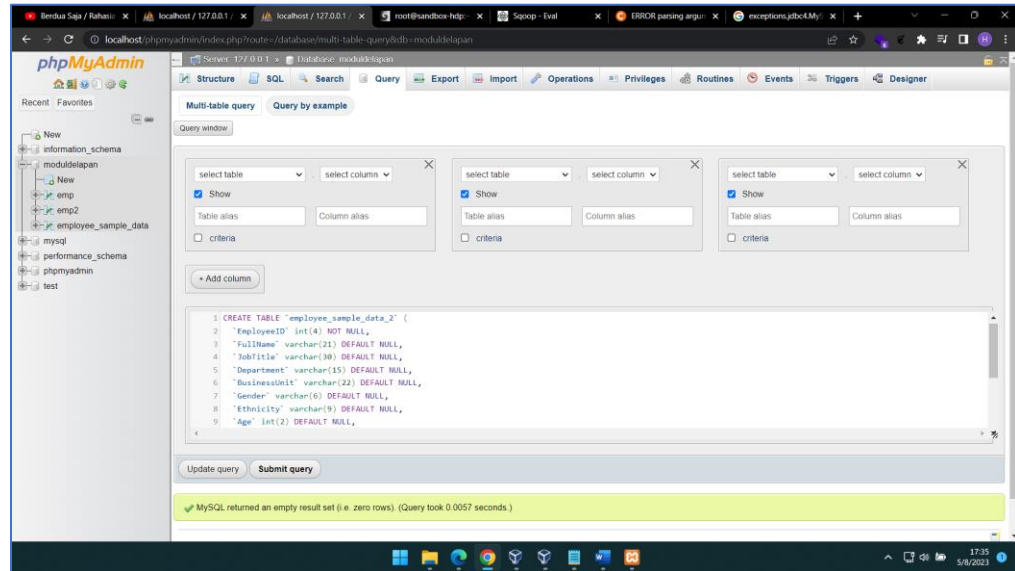 Berdua Saja / Rahasia
localhost / 127.0.0.1 /
localhost / 127.0.0.1 /
root@sandbox-hdp:~
Sqoop - Eval
ERROR parsing argum
exceptions.jdbc4.MyS
localhost/phpmyadmin/index.php?route=/database/multi-table-query&db=moduldelapan
phpMyAdmin
Recent Favorites
New
information_schema
moduldelapan
New
emp
emp2
employee_sample_data
mysql
performance_schema
phpmyadmin
test
Server: 127.0.0.1 » Database: moduldelapan
Structure SQL Search Query Export Import Operations Privileges Routines Events Triggers Designer
Multi-table query Query by example
Query window
select table . select column select table . select column select table . select column
Show Show Show
Table alias Column alias Table alias Column alias Table alias Column alias
criteria criteria criteria
+ Add column
1 CREATE TABLE `employee_sample_data_2` (
2 `EmployeeID` int(4) NOT NULL,
3 `FullName` varchar(21) DEFAULT NULL,
4 `JobTitle` varchar(30) DEFAULT NULL,
5 `Department` varchar(15) DEFAULT NULL,
6 `BusinessUnit` varchar(22) DEFAULT NULL,
7 `Gender` varchar(6) DEFAULT NULL,
8 `Ethnicity` varchar(9) DEFAULT NULL,
9 `Age` int(2) DEFAULT NULL,
Update query Submit query
MySQL returned an empty result set (i.e. zero rows). (Query took 0.0057 seconds.)
17:35
5/8/2023